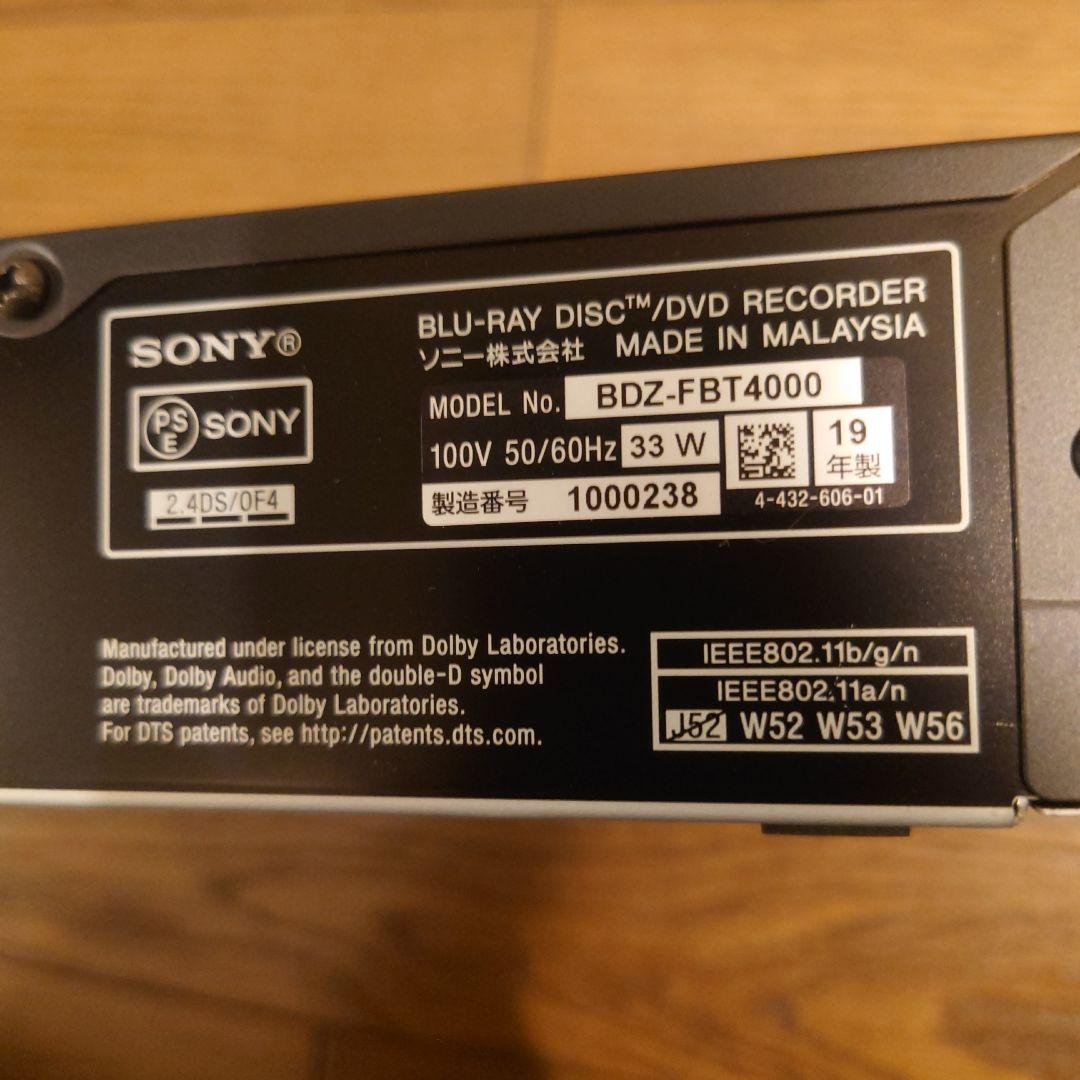 SONY®
PSE SONY
2.4DS/OF4
BLU-RAY DISC™/DVD RECORDER
ソニー株式会社 MADE IN MALAYSIA
MODEL No. BDZ-FBT4000
100V 50/60Hz 33 W
19
年製
製造番号 1000238
4-432-606-01
Manufactured under license from Dolby Laboratories.
Dolby, Dolby Audio, and the double-D symbol
are trademarks of Dolby Laboratories.
For DTS patents, see http://patents.dts.com.
IEEE802.11b/g/n
IEEE802.11a/n
J52 W52 W53 W56